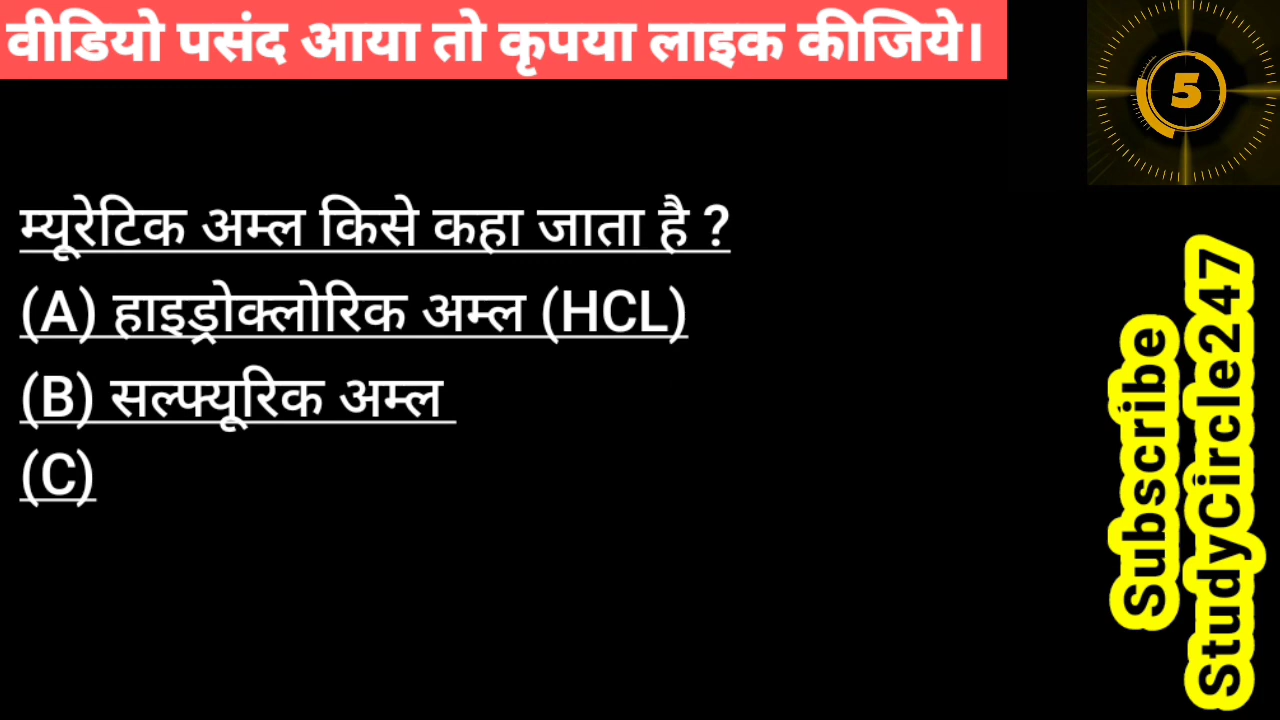 वीडियो पसंद आया तो कृपया लाइक कीजिये।
5
म्यूरेटिक अम्ल किसे कहा जाता है ?
(A) हाइड्रोक्लोरिक अम्ल (HCL)
(B) सल्फ्यूरिक अम्ल
(C)
Subscribe
StudyCircle247